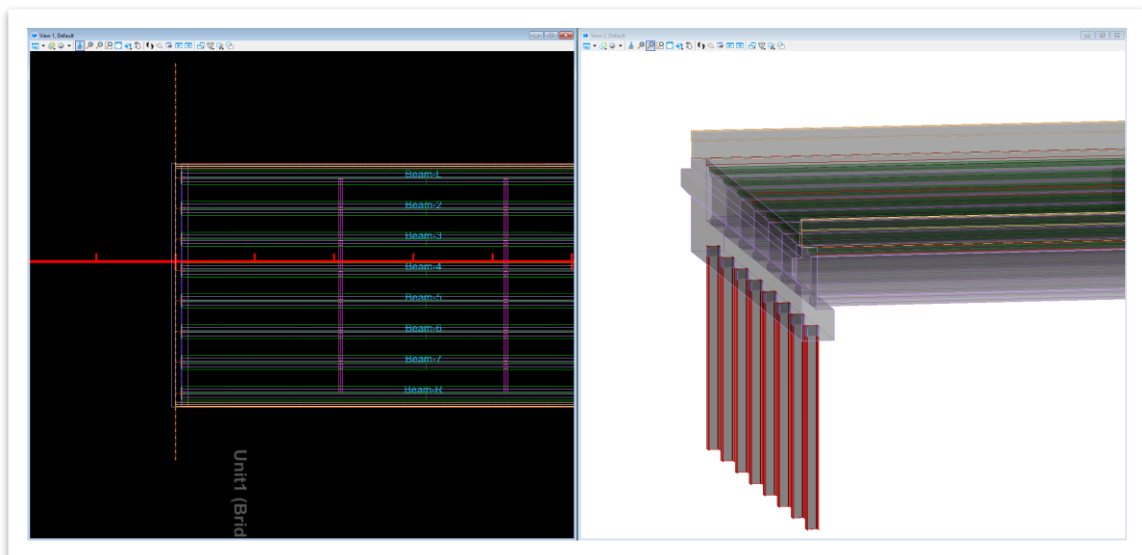 View 1, Default
View 2, Default
Beam-L
Beam-2
Beam-3
Beam-4
Beam-5
Beam-6
Beam-7
Beam-R
Unit1 (Brid